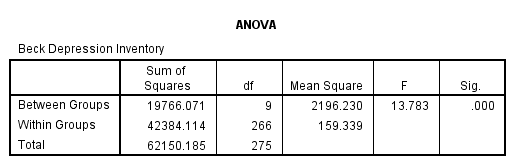 ANOVA
Beck Depression Inventory
Sum of Squares df Mean Square F Sig.
Between Groups 19766.071 9 2196.230 13.783 .000
Within Groups 42384.114 266 159.339
Total 62150.185 275